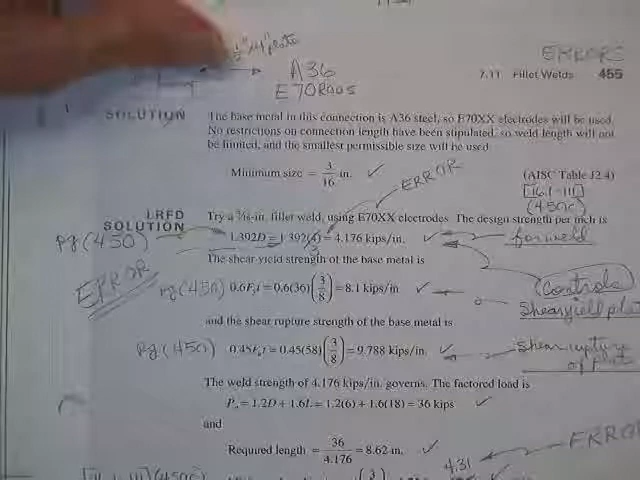 ERRORS
A36
E70RODS
7.11 Fillet Welds 455
SOLUTION
The base metal in this connection is A36 steel, so E70XX electrodes will be used.
No restrictions on connection length have been stipulated, so weld length will not
be limited, and the smallest permissible size will be used.
Minimum size = 3/16 in. ✓
(AISC Table J2.4)
[16.1-111]
(450c)
ERROR
LRFD
SOLUTION
Try a 3/16-in. fillet weld, using E70XX electrodes. The design strength per inch is
pg(450)
1.392D = 1.392(4) = 4.176 kips/in. ✓
3
for weld
The shear yield strength of the base metal is
ERROR
pg(450)
0.6Fyt = 0.6(36)(3/8) = 8.1 kips/in ✓
Controls
Shear yield
and the shear rupture strength of the base metal is
pg(450)
0.45Fut = 0.45(58)(3/8) = 9.788 kips/in. ✓
Shear rupture
of plate
The weld strength of 4.176 kips/in. governs. The factored load is
Pu = 1.2D + 1.6L = 1.2(6) + 1.6(18) = 36 kips ✓
and
Required length = 36/4.176 = 8.62 in. ✓
ERROR
4.31